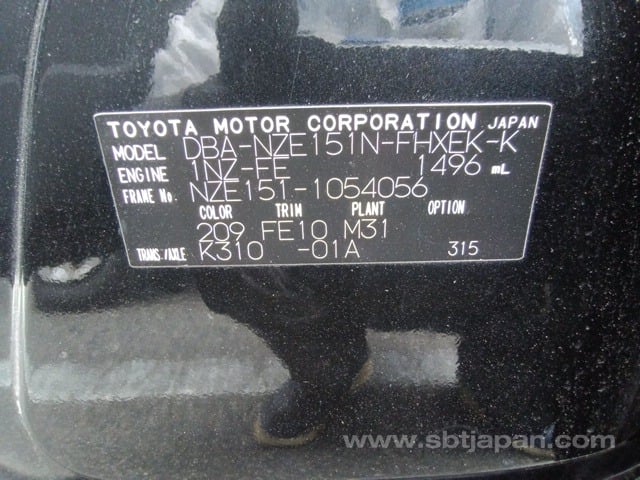 TOYOTA MOTOR CORPORATION JAPAN
MODEL DBA-NZE151N-FHXEK-K
ENGINE 1NZ-FE 1496 mL
FRAME No. NZE151-1054056
COLOR TRIM PLANT OPTION
209 FE10 M31
TRANS./AXLE K310 -01A 315
www.sbtjapan.com